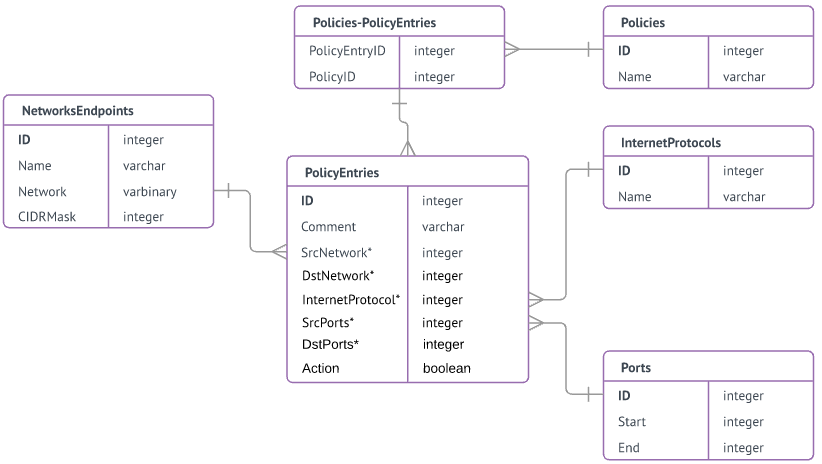 Policies-PolicyEntries
PolicyEntryID integer
PolicyID integer
Policies
ID integer
Name varchar
NetworksEndpoints
ID integer
Name varchar
Network varbinary
CIDRMask integer
PolicyEntries
ID integer
Comment varchar
SrcNetwork* integer
DstNetwork* integer
InternetProtocol* integer
SrcPorts* integer
DstPorts* integer
Action boolean
InternetProtocols
ID integer
Name varchar
Ports
ID integer
Start integer
End integer